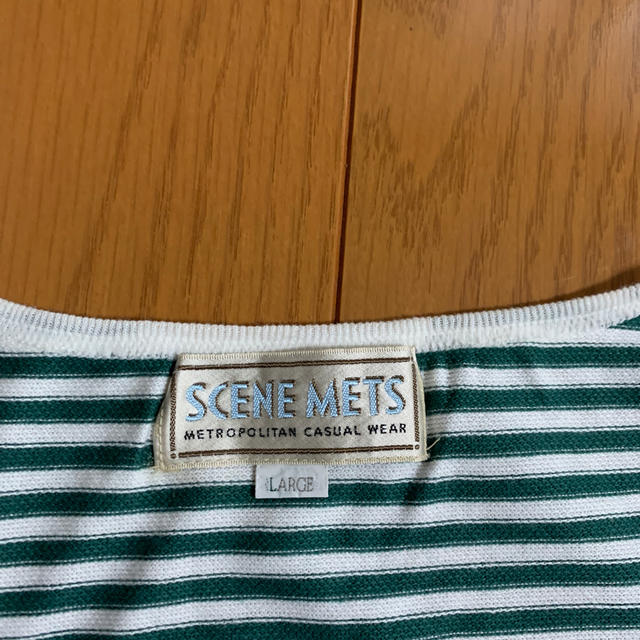 SCENE METS
METROPOLITAN CASUAL WEAR
LARGE